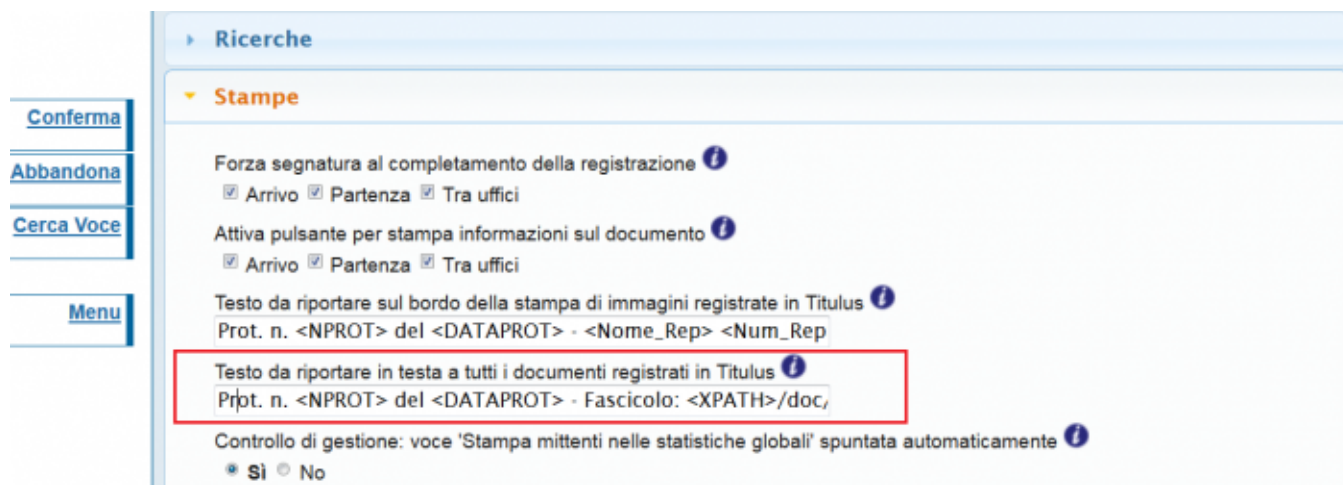 Ricerche
Stampe
Conferma
Abbandona
Cerca Voce
Menu
Forza segnatura al completamento della registrazione i
Arrivo Partenza Tra uffici
Attiva pulsante per stampa informazioni sul documento i
Arrivo Partenza Tra uffici
Testo da riportare sul bordo della stampa di immagini registrate in Titulus i
Prot. n. <NPROT> del <DATAPROT> - <Nome_Rep> <Num_Rep
Testo da riportare in testa a tutti i documenti registrati in Titulus i
Prot. n. <NPROT> del <DATAPROT> - Fascicolo: <XPATH>/doc/
Controllo di gestione: voce 'Stampa mittenti nelle statistiche globali' spuntata automaticamente i
Sì No